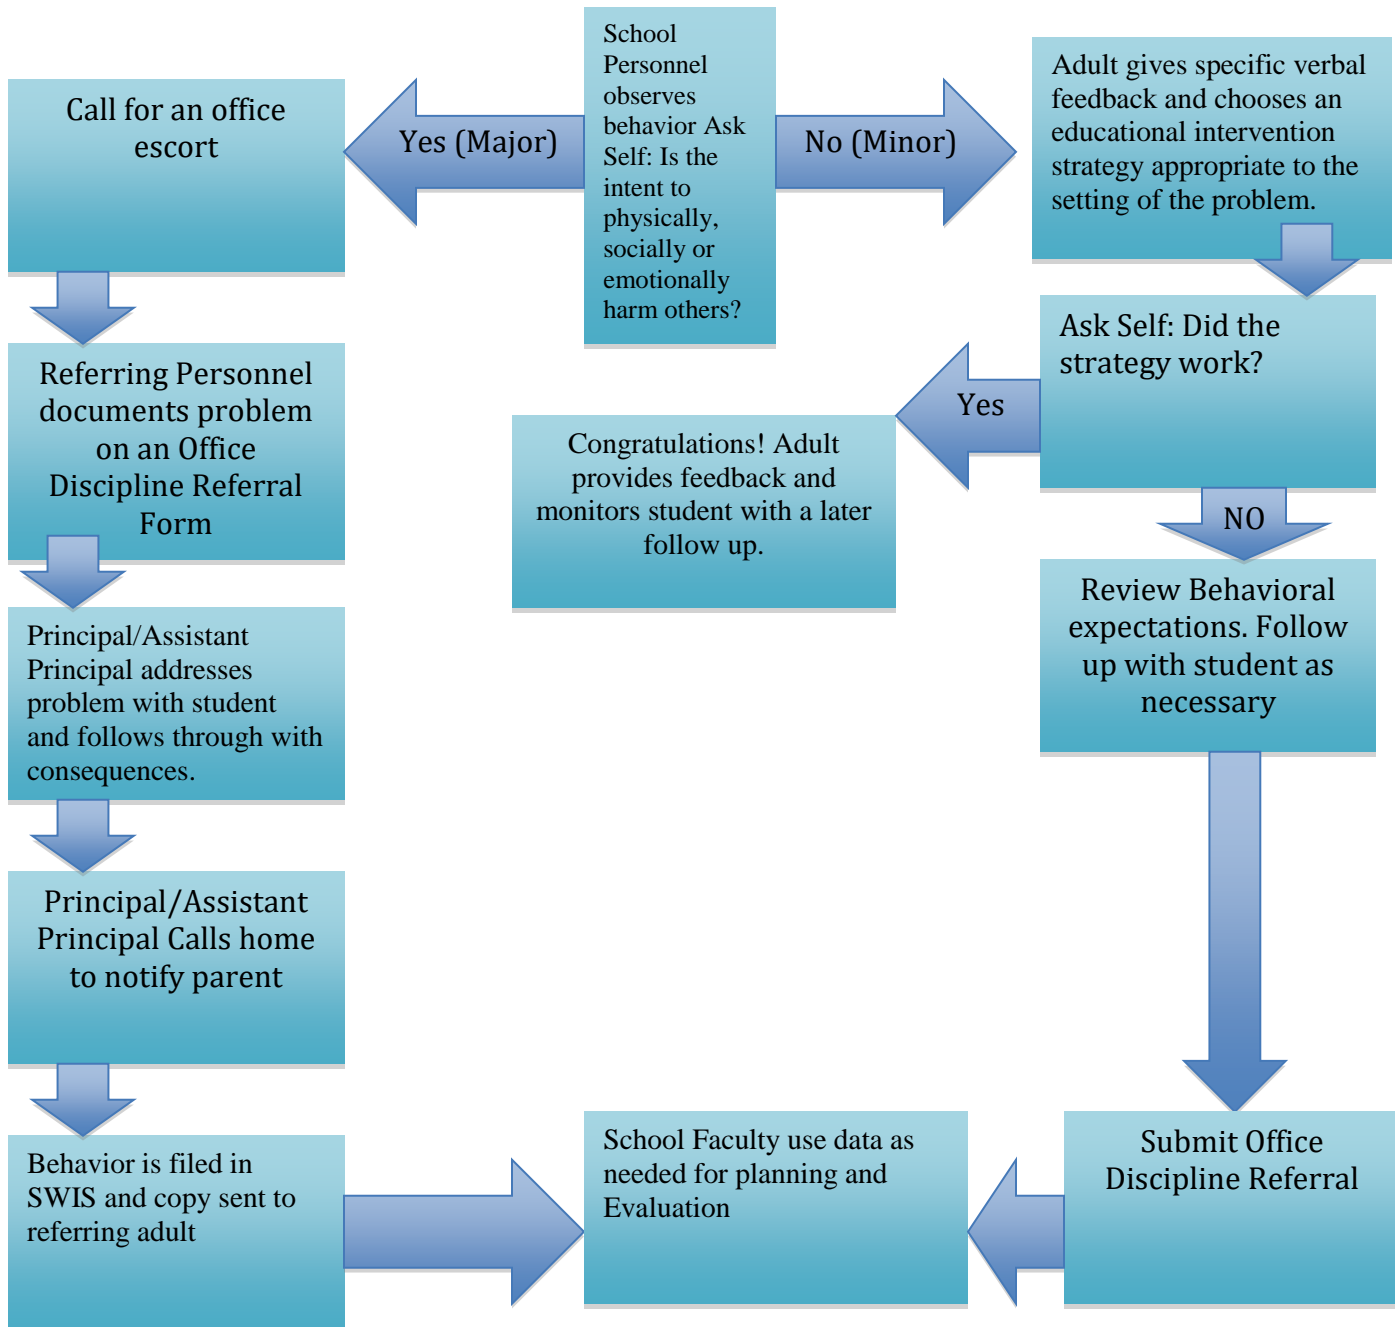 School
Personnel
observes
behavior Ask
Self: Is the
intent to
physically,
socially or
emotionally
harm others?
Yes (Major)
Call for an office
escort
Referring Personnel
documents problem
on an Office
Discipline Referral
Form
Principal/Assistant
Principal addresses
problem with student
and follows through with
consequences.
Principal/Assistant
Principal Calls home
to notify parent
Behavior is filed in
SWIS and copy sent to
referring adult
No (Minor)
Adult gives specific verbal
feedback and chooses an
educational intervention
strategy appropriate to the
setting of the problem.
Ask Self: Did the
strategy work?
Yes
Congratulations! Adult
provides feedback and
monitors student with a later
follow up.
NO
Review Behavioral
expectations. Follow
up with student as
necessary
Submit Office
Discipline Referral
School Faculty use data as
needed for planning and
Evaluation